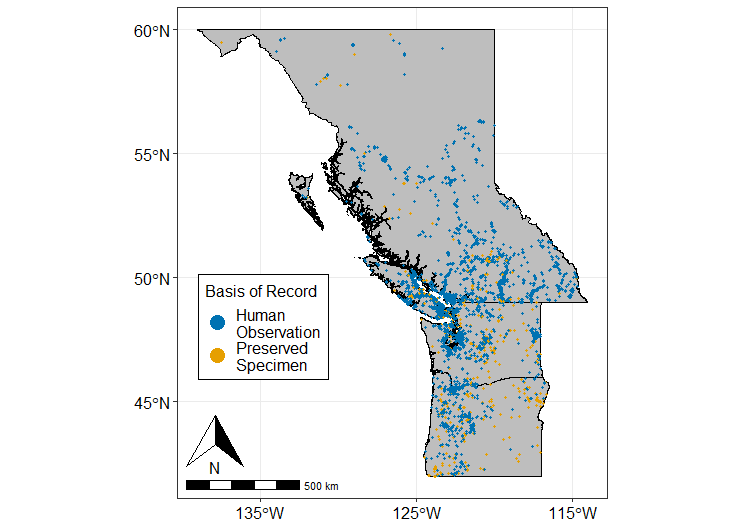 60°N
55°N
50°N
45°N
Basis of Record
Human
Observation
Preserved
Specimen
N
500 km
135°W
125°W
115°W